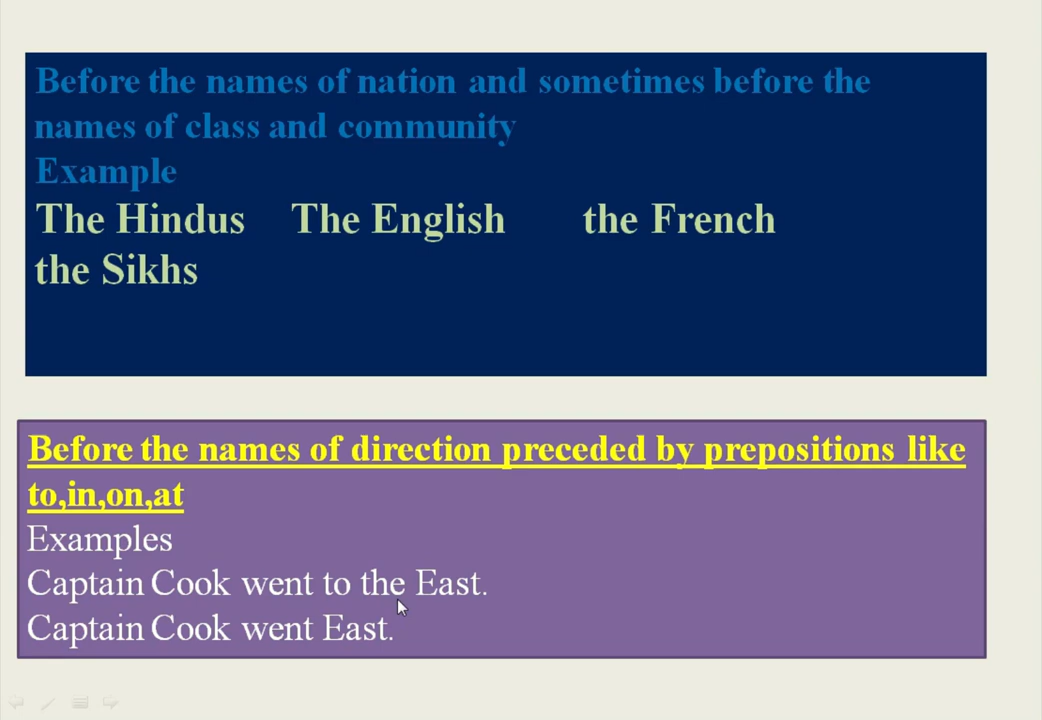 Before the names of nation and sometimes before the
names of class and community
Example
The Hindus The English the French
the Sikhs
Before the names of direction preceded by prepositions like
to,in,on,at
Examples
Captain Cook went to the East.
Captain Cook went East.